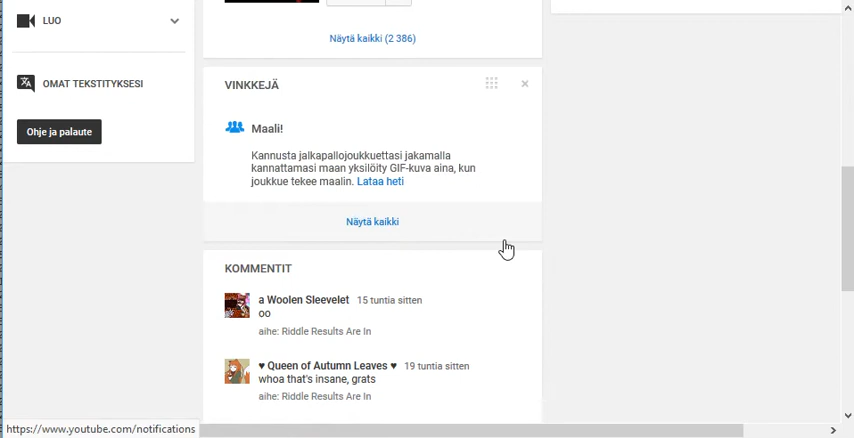 LUO
OMAT TEKSTITYKSESI
Ohje ja palaute
Näytä kaikki (2 386)
VINKKEJÄ
Maali!
Kannusta jalkapallojoukkuettasi jakamalla
kannattamasi maan yksilöity GIF-kuva aina, kun
joukkue tekee maalin. Lataa heti
Näytä kaikki
KOMMENTIT
a Woolen Sleevelet 15 tuntia sitten
oo
aihe: Riddle Results Are In
♥ Queen of Autumn Leaves ♥ 19 tuntia sitten
whoa that's insane, grats
aihe: Riddle Results Are In
https://www.youtube.com/notifications